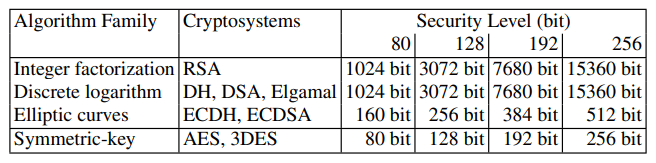 Algorithm Family Cryptosystems Security Level (bit)
80 128 192 256
Integer factorization RSA 1024 bit 3072 bit 7680 bit 15360 bit
Discrete logarithm DH, DSA, Elgamal 1024 bit 3072 bit 7680 bit 15360 bit
Elliptic curves ECDH, ECDSA 160 bit 256 bit 384 bit 512 bit
Symmetric-key AES, 3DES 80 bit 128 bit 192 bit 256 bit